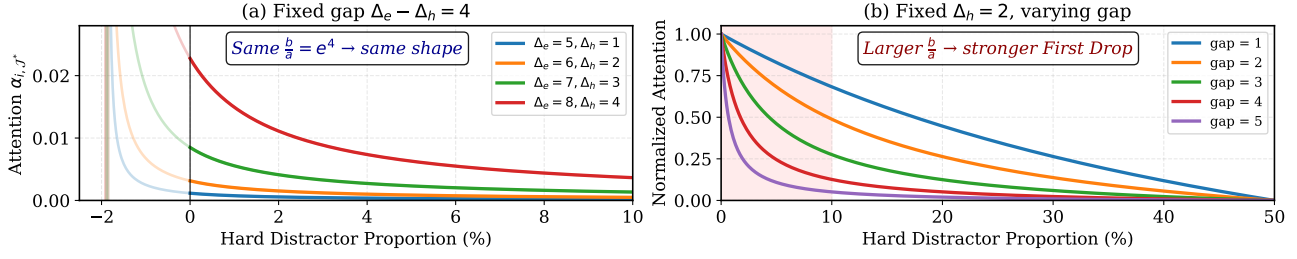 (a) Fixed gap Δₑ − Δₕ = 4
Attention αᵢ,𝒥*
Same b/a = e⁴ → same shape
Δₑ = 5, Δₕ = 1
Δₑ = 6, Δₕ = 2
Δₑ = 7, Δₕ = 3
Δₑ = 8, Δₕ = 4
0.02
0.01
0.00
−2 0 2 4 6 8 10
Hard Distractor Proportion (%)
(b) Fixed Δₕ = 2, varying gap
Normalized Attention
Larger b/a → stronger First Drop
gap = 1
gap = 2
gap = 3
gap = 4
gap = 5
1.00
0.75
0.50
0.25
0.00
0 10 20 30 40 50
Hard Distractor Proportion (%)